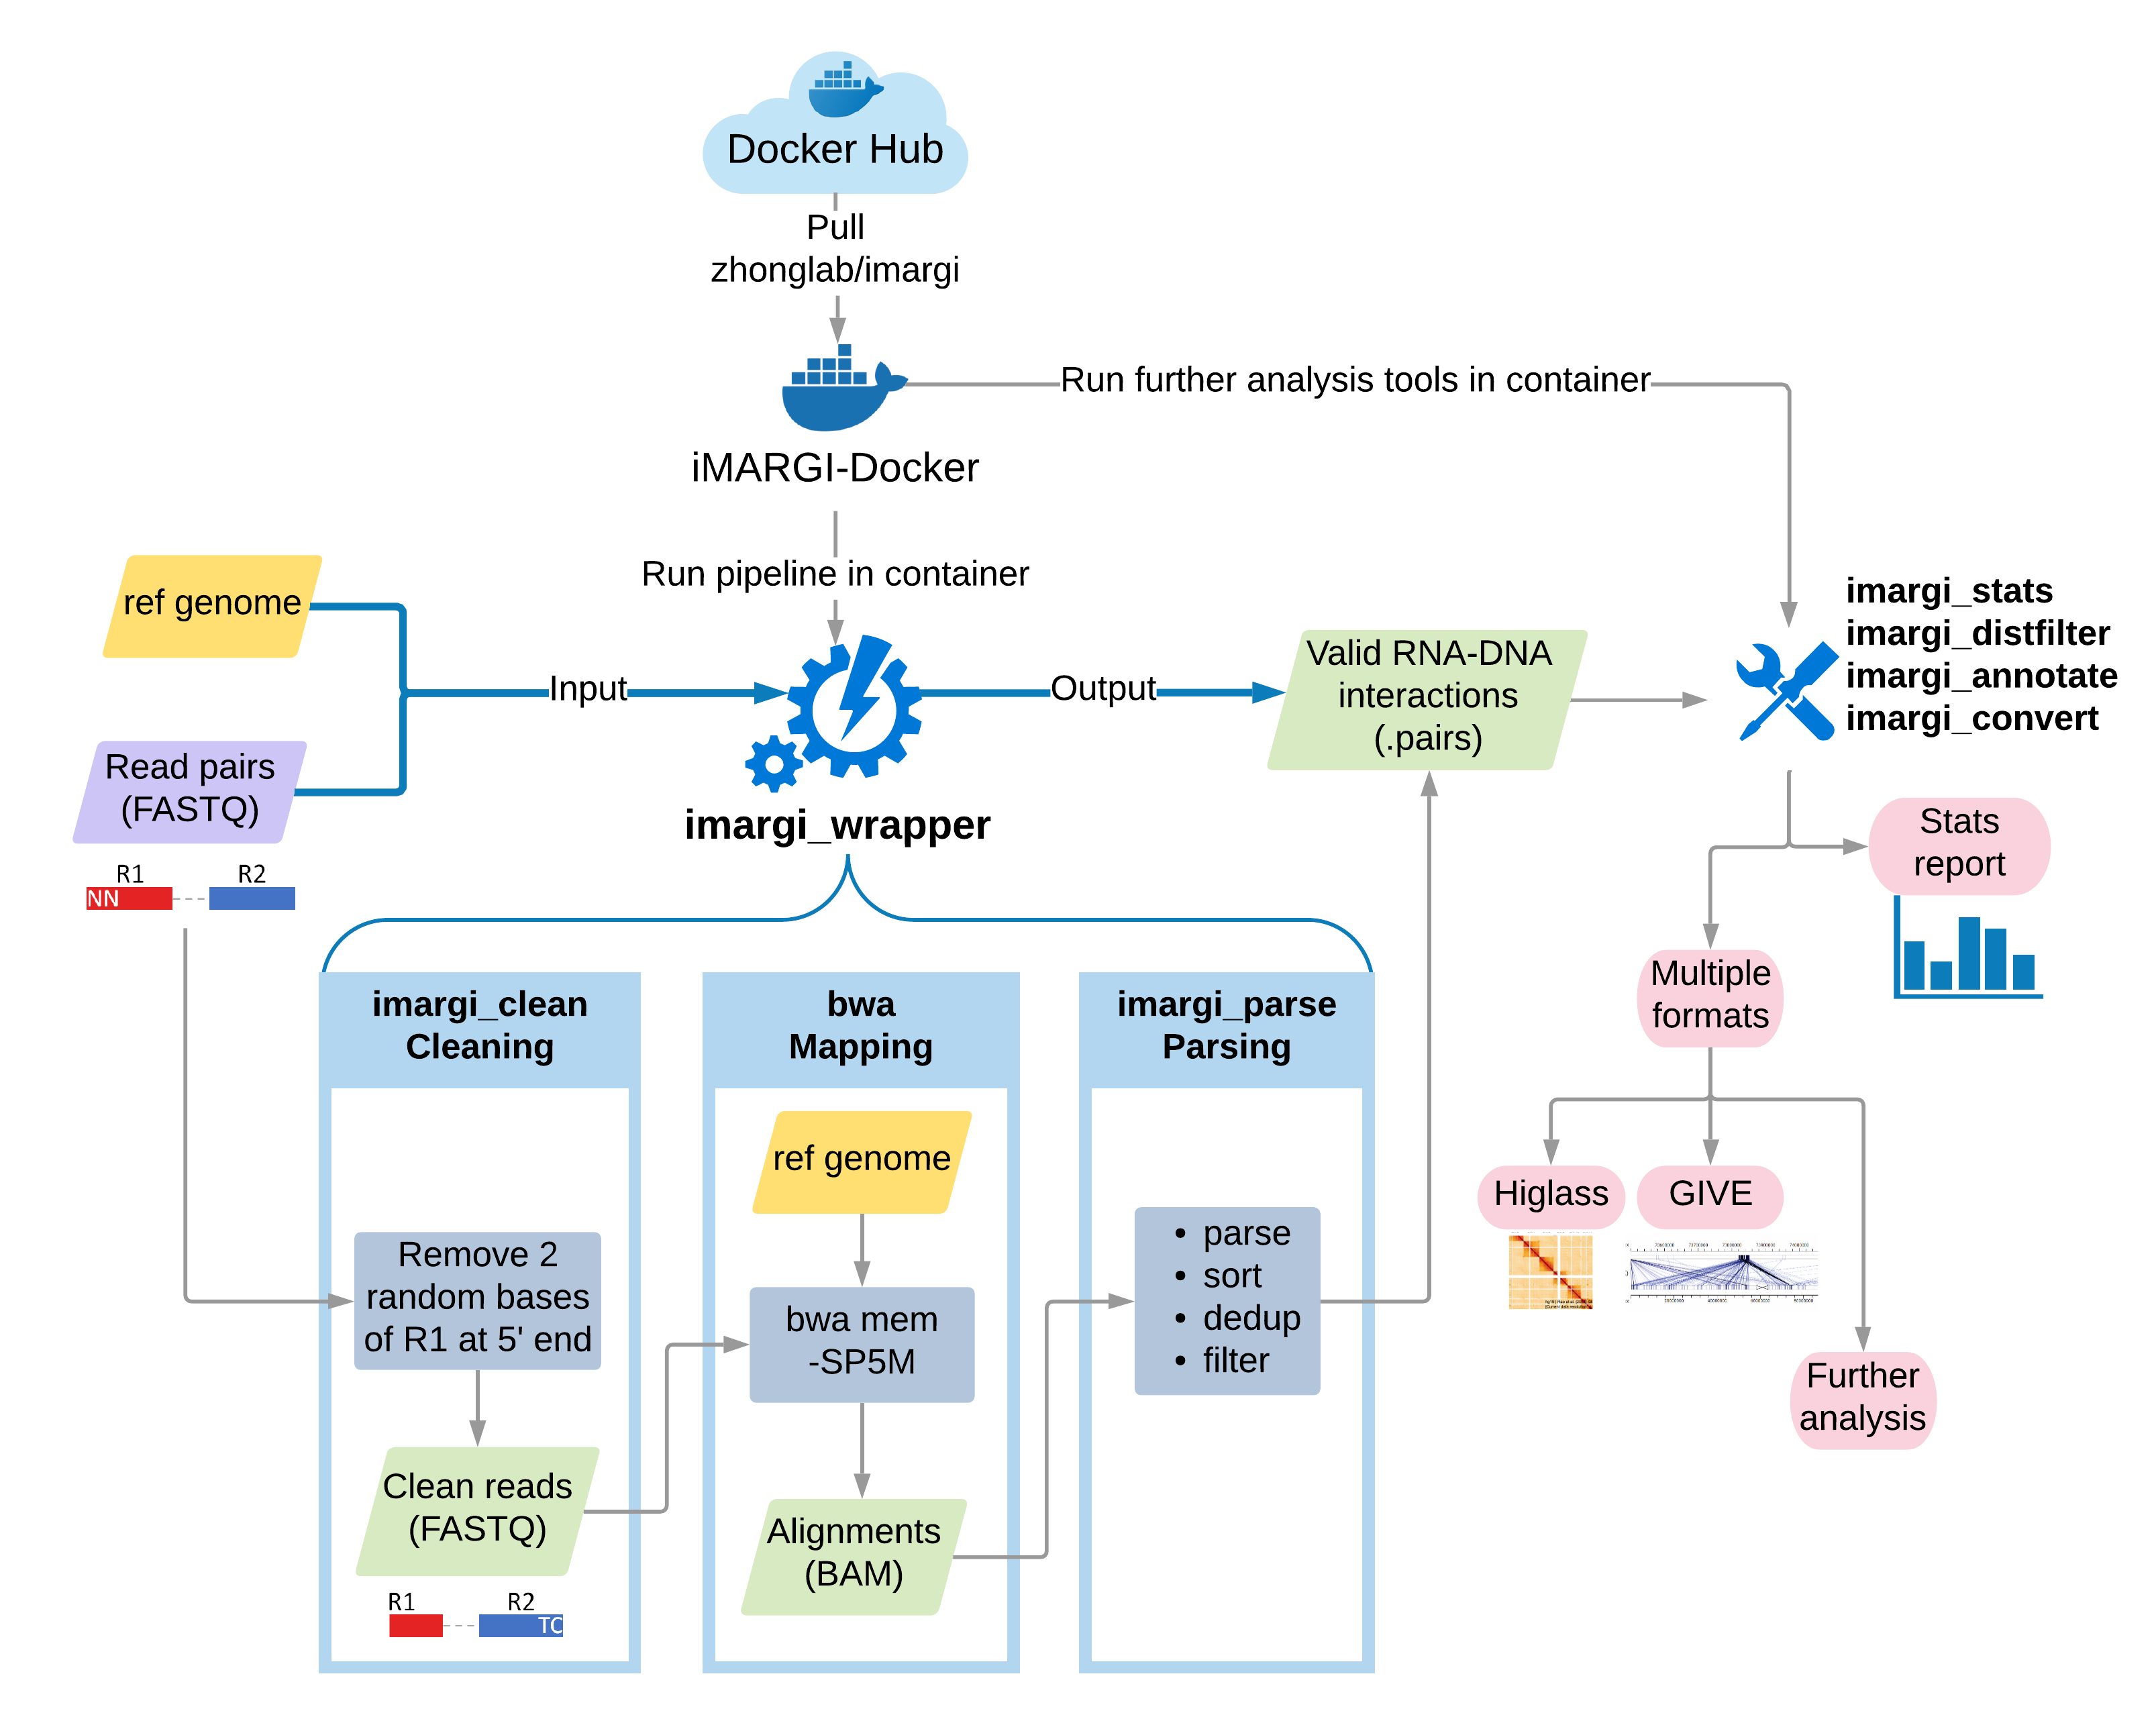 Docker Hub
Pull
zhonglab/imargi
Run further analysis tools in container
iMARGI-Docker
Run pipeline in container
ref genome
Input
Output
Read pairs
(FASTQ)
R1 R2
NN
imargi_wrapper
Valid RNA-DNA
interactions
(.pairs)
imargi_stats
imargi_distfilter
imargi_annotate
imargi_convert
Stats
report
Multiple
formats
Higlass
GIVE
Further
analysis
imargi_clean
Cleaning
Remove 2
random bases
of R1 at 5' end
Clean reads
(FASTQ)
R1 R2
TC
bwa
Mapping
ref genome
bwa mem
-SP5M
Alignments
(BAM)
imargi_parse
Parsing
• parse
• sort
• dedup
• filter